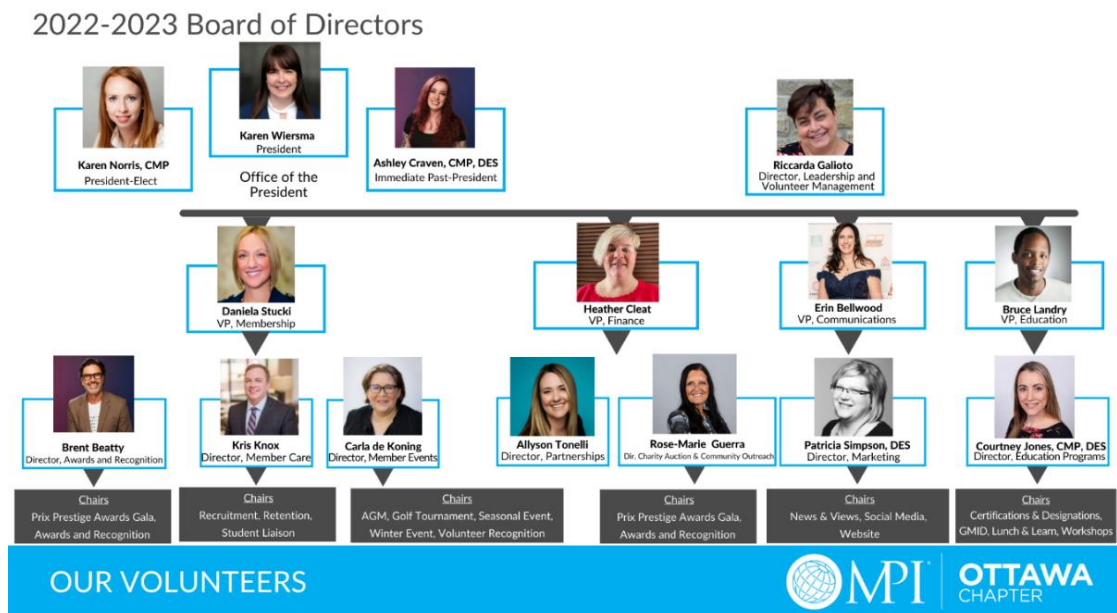 2022-2023 Board of Directors
Karen Norris, CMP
President-Elect
Karen Wiersma
President
Office of the
President
Ashley Craven, CMP, DES
Immediate Past-President
Riccarda Galioto
Director, Leadership and
Volunteer Management
Daniela Stucki
VP, Membership
Heather Cleat
VP, Finance
Erin Bellwood
VP, Communications
Bruce Landry
VP, Education
Brent Beatty
Director, Awards and Recognition
Kris Knox
Director, Member Care
Carla de Koning
Director, Member Events
Allyson Tonelli
Director, Partnerships
Rose-Marie Guerra
Dir. Charity Auction & Community Outreach
Patricia Simpson, DES
Director, Marketing
Courtney Jones, CMP, DES
Director, Education Programs
Chairs
Prix Prestige Awards Gala,
Awards and Recognition
Chairs
Recruitment, Retention,
Student Liaison
Chairs
AGM, Golf Tournament, Seasonal Event,
Winter Event, Volunteer Recognition
Chairs
Prix Prestige Awards Gala,
Awards and Recognition
Chairs
News & Views, Social Media,
Website
Chairs
Certifications & Designations,
GMID, Lunch & Learn, Workshops
OUR VOLUNTEERS
MPI
OTTAWA
CHAPTER